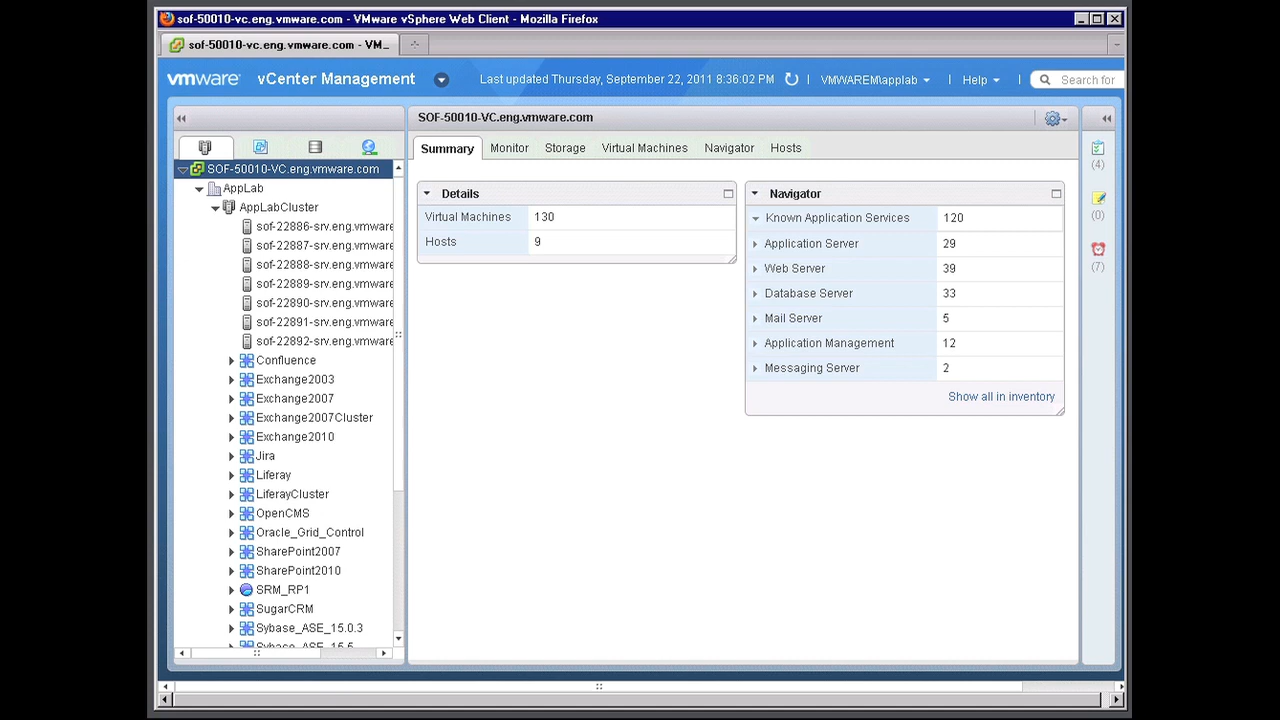 sof-50010-vc.eng.vmware.com - VMware vSphere Web Client - Mozilla Firefox
sof-50010-vc.eng.vmware.com - VM...
vmware vCenter Management Last updated Thursday, September 22, 2011 8:36:02 PM VMWAREM\applab Help Search for
SOF-50010-VC.eng.vmware.com
Summary Monitor Storage Virtual Machines Navigator Hosts
SOF-50010-VC.eng.vmware.com
AppLab
AppLabCluster
sof-22886-srv.eng.vmware
sof-22887-srv.eng.vmware
sof-22888-srv.eng.vmware
sof-22889-srv.eng.vmware
sof-22890-srv.eng.vmware
sof-22891-srv.eng.vmware
sof-22892-srv.eng.vmware
Confluence
Exchange2003
Exchange2007
Exchange2007Cluster
Exchange2010
Jira
Liferay
LiferayCluster
OpenCMS
Oracle_Grid_Control
SharePoint2007
SharePoint2010
SRM_RP1
SugarCRM
Sybase_ASE_15.0.3
Sybase_ASE_15.5
Details
Virtual Machines 130
Hosts 9
Navigator
Known Application Services 120
Application Server 29
Web Server 39
Database Server 33
Mail Server 5
Application Management 12
Messaging Server 2
Show all in inventory
(4)
(0)
(7)